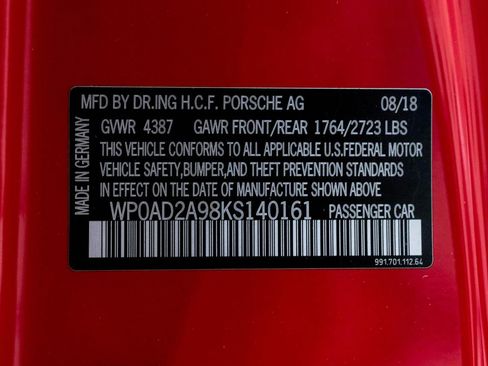 MFD BY DR.ING H.C.F. PORSCHE AG 08/18
GVWR 4387 GAWR FRONT/REAR 1764/2723 LBS
THIS VEHICLE CONFORMS TO ALL APPLICABLE U.S.FEDERAL MOTOR
VEHICLE SAFETY,BUMPER,AND THEFT PREVENTION STANDARDS
IN EFFECT ON THE DATE OF MANUFACTURE SHOWN ABOVE
WP0AD2A98KS140161 PASSENGER CAR
991.701.112.64
MADE IN GERMANY